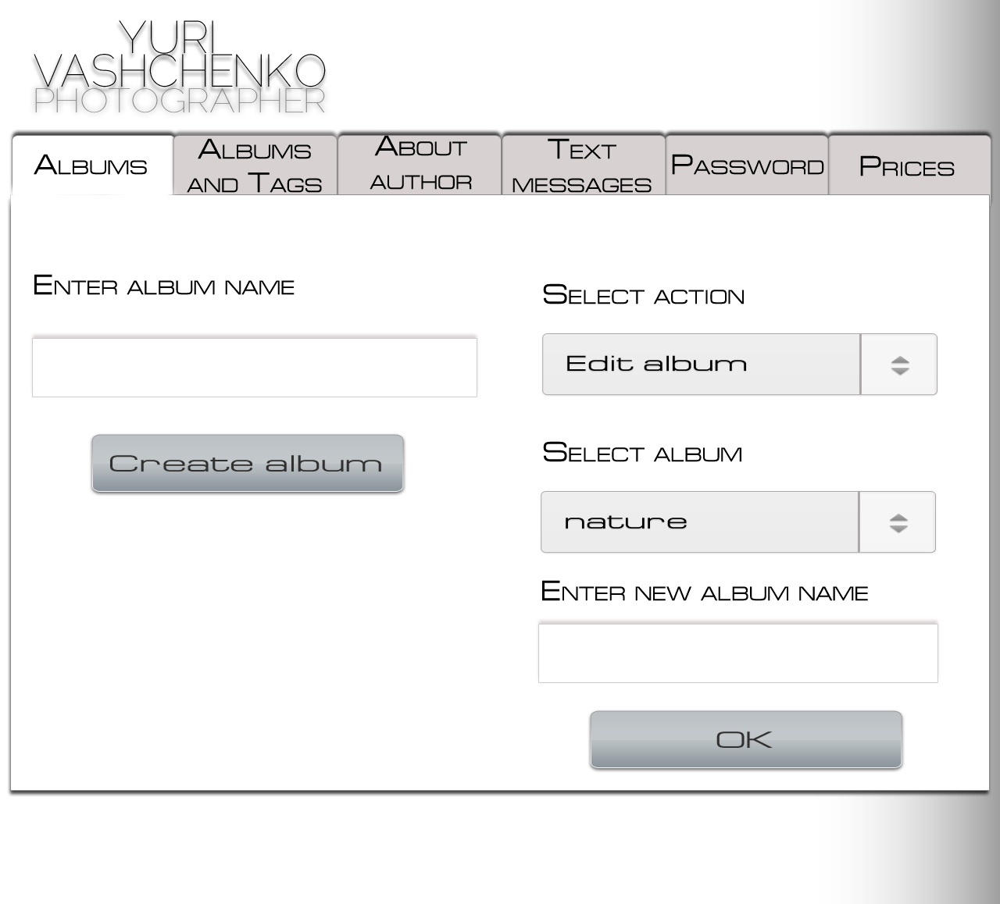 YURI
VASHCHENKO
PHOTOGRAPHER
Albums
Albums
and Tags
About
author
Text
messages
Password
Prices
Enter album name
Create album
Select action
Edit album
Select album
nature
Enter new album name
OK